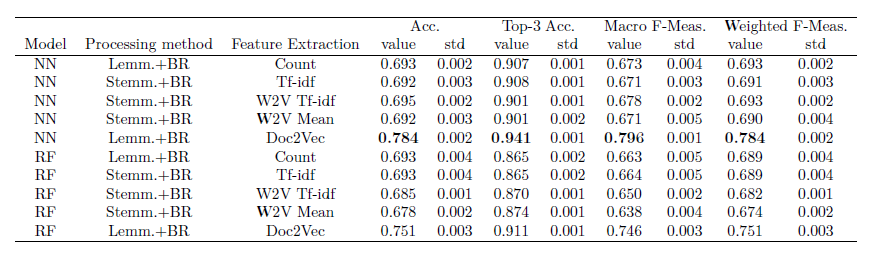 Acc. Top-3 Acc. Macro F-Meas. Weighted F-Meas.
Model Processing method Feature Extraction value std value std value std value std
NN Lemm.+BR Count 0.693 0.002 0.907 0.001 0.673 0.004 0.693 0.002
NN Stemm.+BR Tf-idf 0.692 0.003 0.908 0.001 0.671 0.003 0.691 0.003
NN Stemm.+BR W2V Tf-idf 0.695 0.002 0.901 0.001 0.678 0.002 0.693 0.002
NN Stemm.+BR W2V Mean 0.692 0.003 0.901 0.001 0.671 0.005 0.690 0.004
NN Lemm.+BR Doc2Vec 0.784 0.002 0.941 0.001 0.796 0.001 0.784 0.002
RF Lemm.+BR Count 0.693 0.004 0.865 0.002 0.663 0.005 0.689 0.004
RF Stemm.+BR Tf-idf 0.693 0.004 0.865 0.002 0.664 0.005 0.689 0.004
RF Stemm.+BR W2V Tf-idf 0.685 0.001 0.870 0.001 0.650 0.002 0.682 0.001
RF Stemm.+BR W2V Mean 0.678 0.002 0.874 0.001 0.638 0.004 0.674 0.002
RF Lemm.+BR Doc2Vec 0.751 0.003 0.911 0.001 0.746 0.003 0.751 0.003